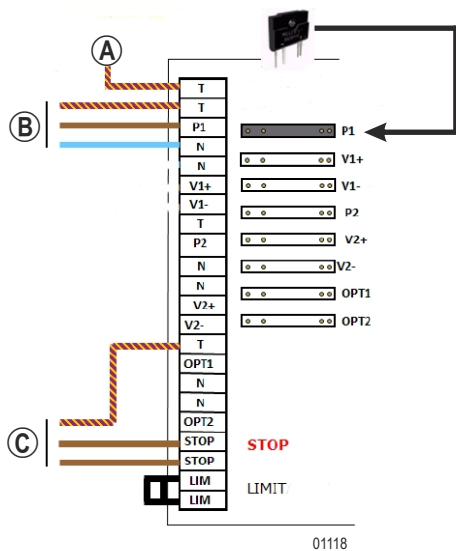 A
B
C
T
T
P1
N
N
V1+
V1-
T
P2
N
N
V2+
V2-
T
OPT1
N
N
OPT2
STOP
STOP
LIM
LIM
P1
V1+
V1-
P2
V2+
V2-
OPT1
OPT2
STOP
LIMIT
01118